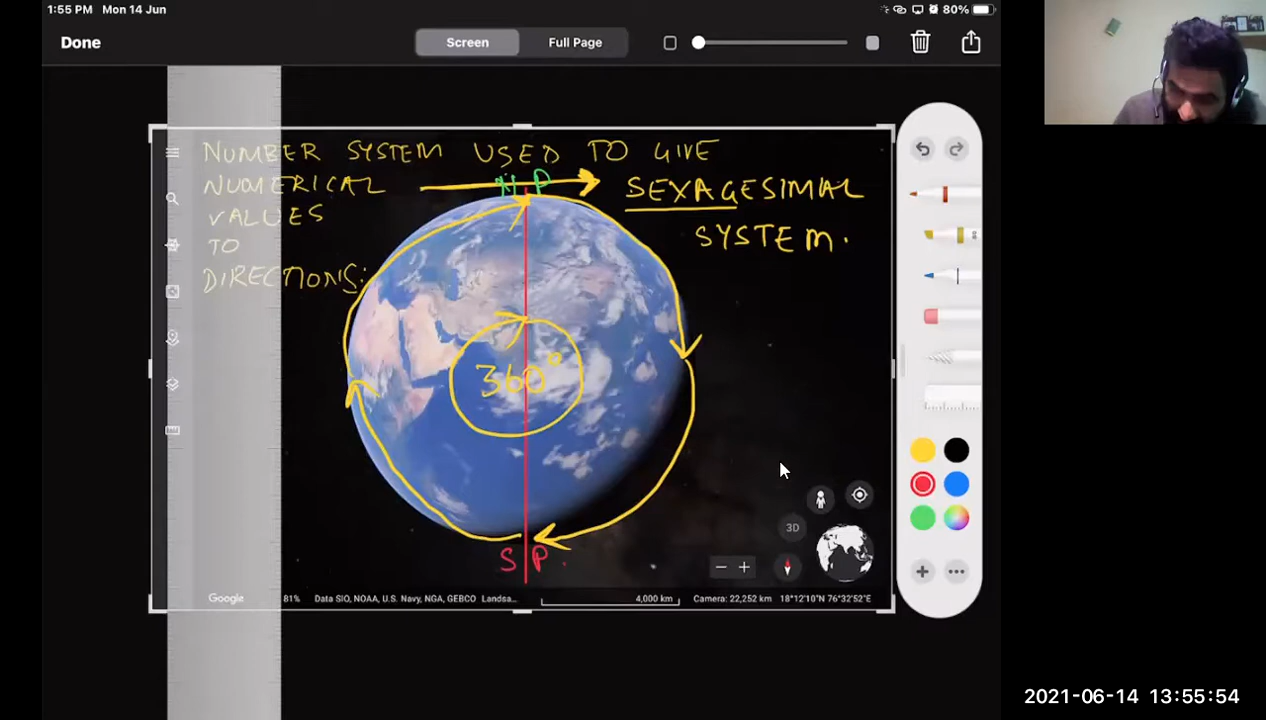 1:55 PM Mon 14 Jun
80%
Done
Screen
Full Page
NUMBER SYSTEM USED TO GIVE
NUMERICAL
VALUES
TO
DIRECTIONS:
SEXAGESIMAL
SYSTEM.
N P
360°
S P.
3D
Google
81%
Data SIO, NOAA, U.S. Navy, NGA, GEBCO Landsa...
4,000 km
Camera: 22,252 km
18°12'10"N 76°32'52"E
2021-06-14 13:55:54